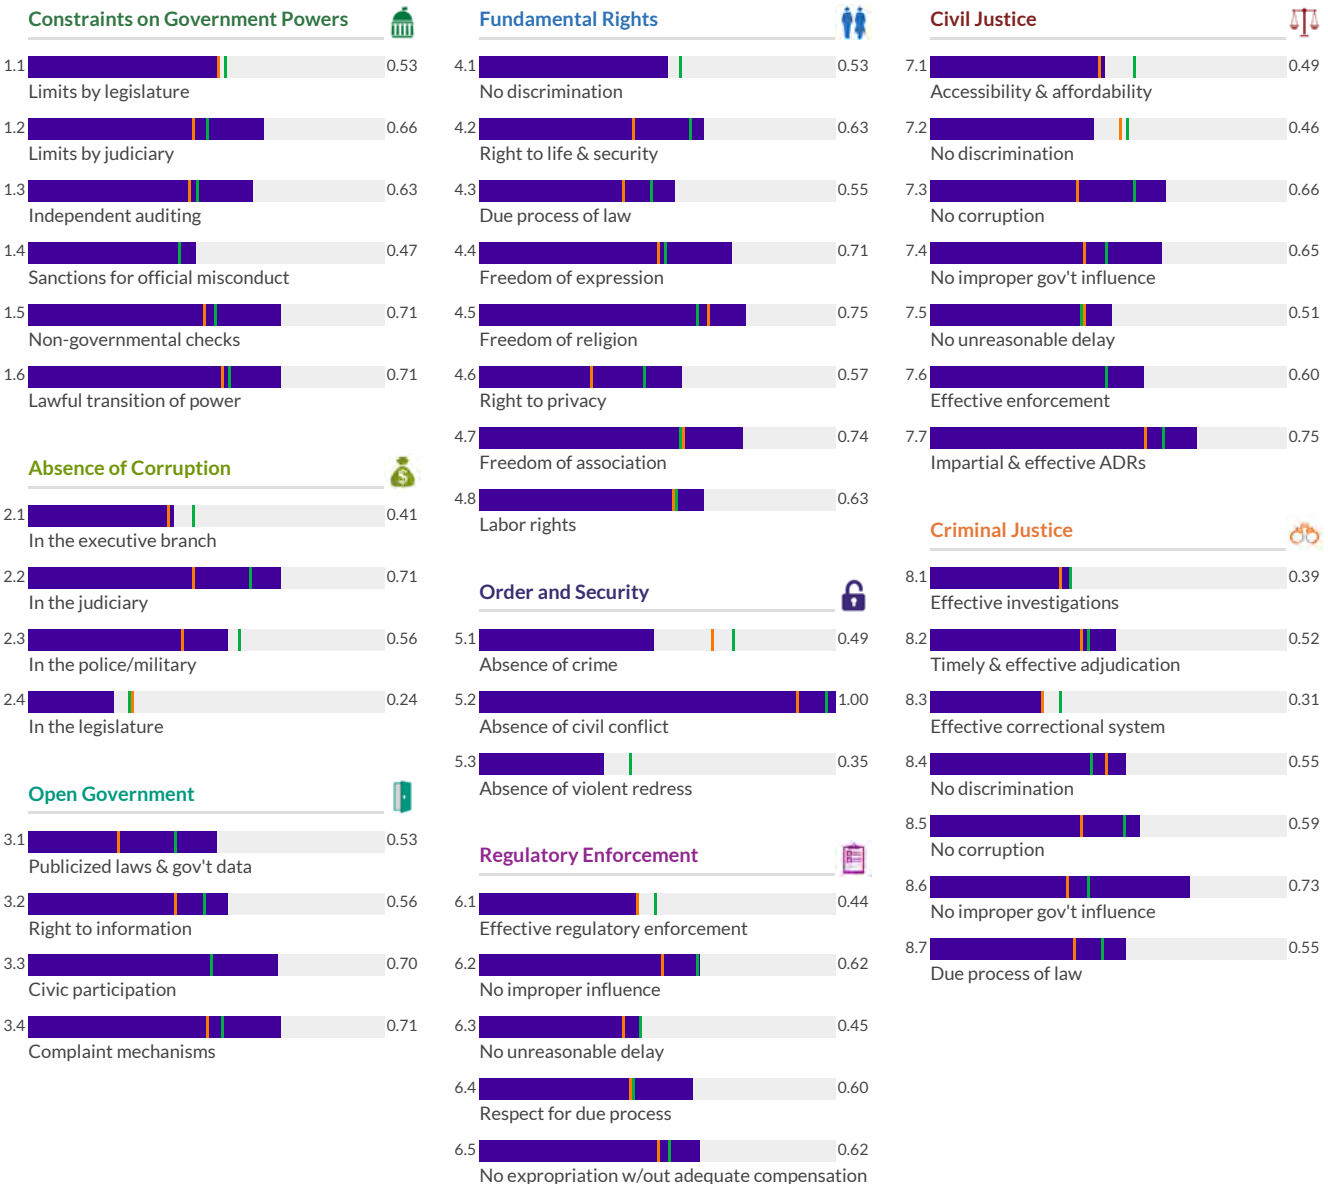 Constraints on Government Powers
1.1 0.53
Limits by legislature
1.2 0.66
Limits by judiciary
1.3 0.63
Independent auditing
1.4 0.47
Sanctions for official misconduct
1.5 0.71
Non-governmental checks
1.6 0.71
Lawful transition of power
Absence of Corruption
2.1 0.41
In the executive branch
2.2 0.71
In the judiciary
2.3 0.56
In the police/military
2.4 0.24
In the legislature
Open Government
3.1 0.53
Publicized laws & gov't data
3.2 0.56
Right to information
3.3 0.70
Civic participation
3.4 0.71
Complaint mechanisms
Fundamental Rights
4.1 0.53
No discrimination
4.2 0.63
Right to life & security
4.3 0.55
Due process of law
4.4 0.71
Freedom of expression
4.5 0.75
Freedom of religion
4.6 0.57
Right to privacy
4.7 0.74
Freedom of association
4.8 0.63
Labor rights
Order and Security
5.1 0.49
Absence of crime
5.2 1.00
Absence of civil conflict
5.3 0.35
Absence of violent redress
Regulatory Enforcement
6.1 0.44
Effective regulatory enforcement
6.2 0.62
No improper influence
6.3 0.45
No unreasonable delay
6.4 0.60
Respect for due process
6.5 0.62
No expropriation w/out adequate compensation
Civil Justice
7.1 0.49
Accessibility & affordability
7.2 0.46
No discrimination
7.3 0.66
No corruption
7.4 0.65
No improper gov't influence
7.5 0.51
No unreasonable delay
7.6 0.60
Effective enforcement
7.7 0.75
Impartial & effective ADRs
Criminal Justice
8.1 0.39
Effective investigations
8.2 0.52
Timely & effective adjudication
8.3 0.31
Effective correctional system
8.4 0.55
No discrimination
8.5 0.59
No corruption
8.6 0.73
No improper gov't influence
8.7 0.55
Due process of law